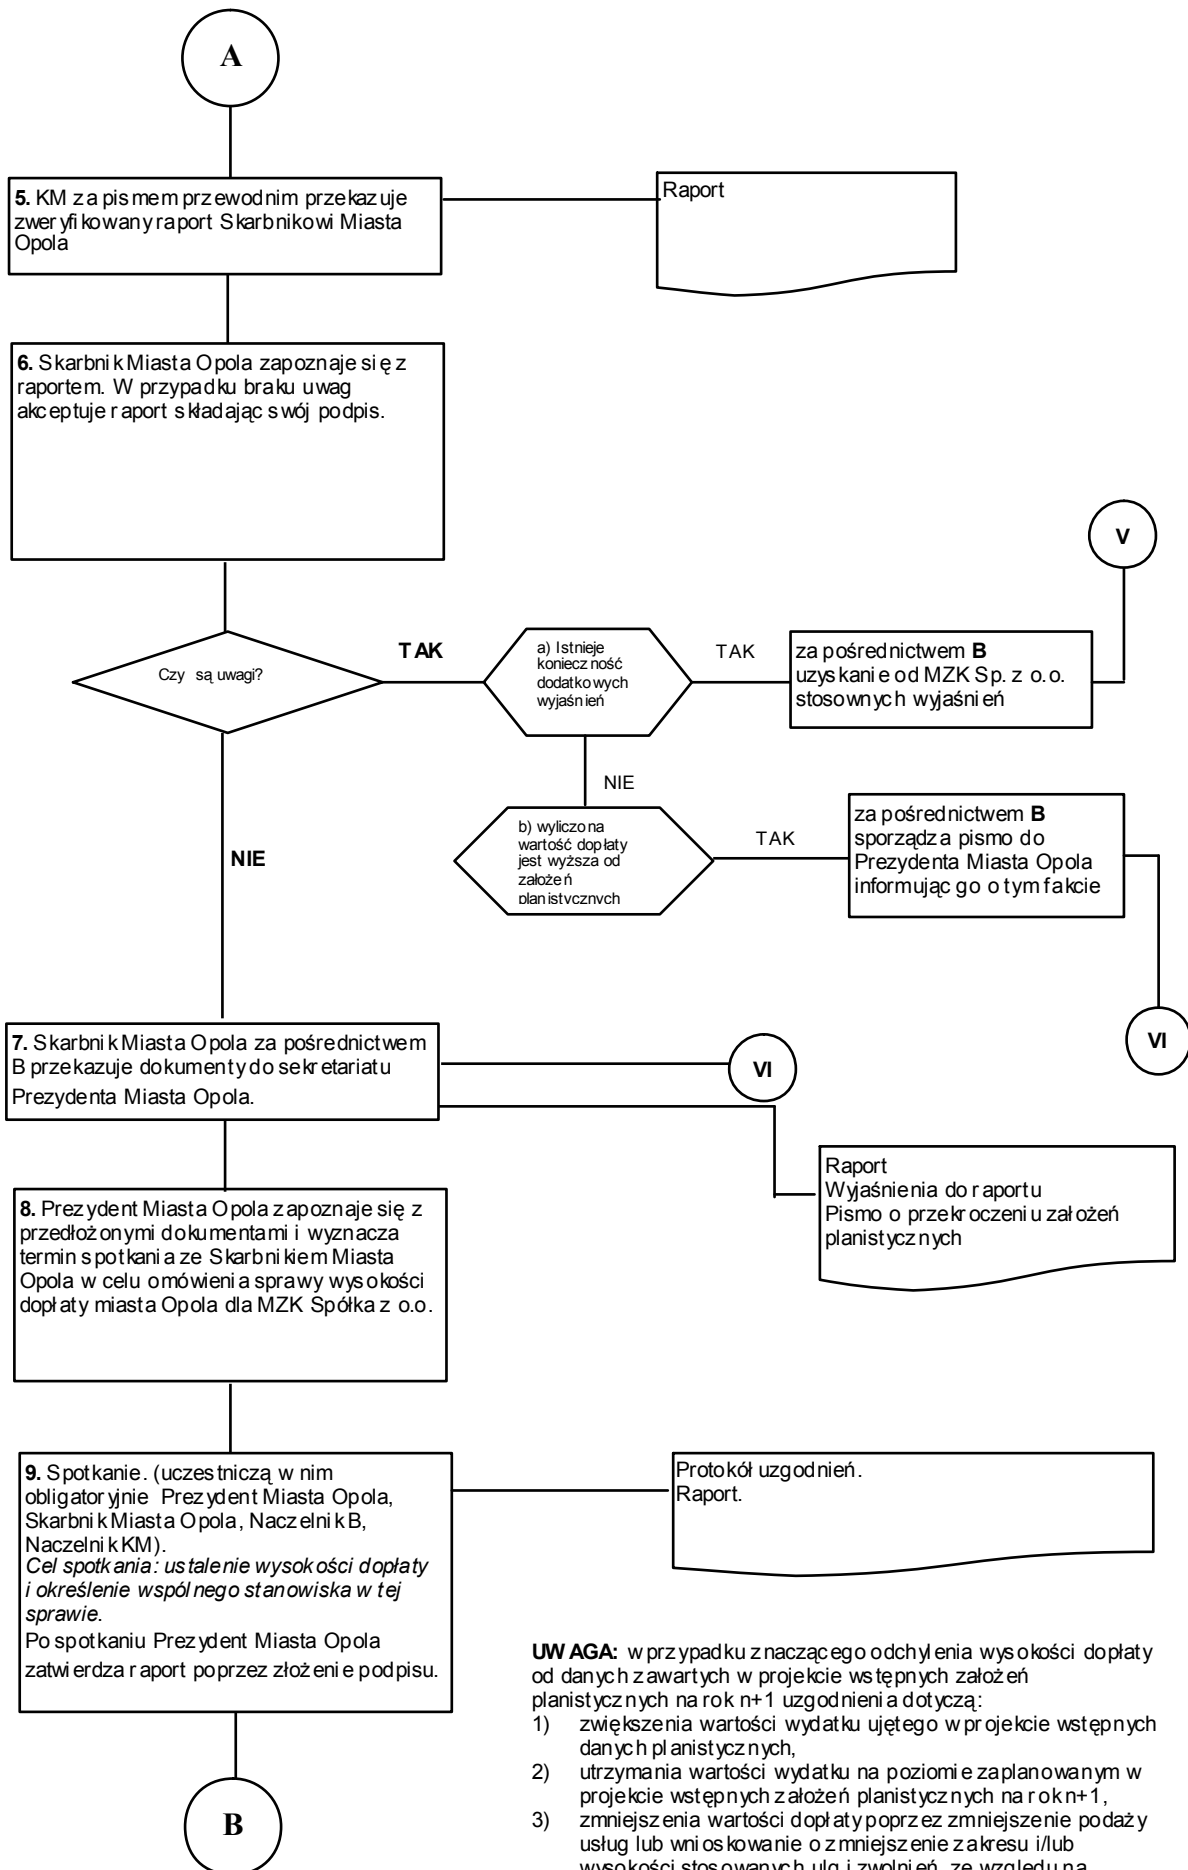 A
5. KM za pismem przewodnim przekazuje
zweryfikowany raport Skarbnikowi Miasta
Opola
Raport
6. Skarbnik Miasta Opola zapoznaje się z
raportem. W przypadku braku uwag
akceptuje raport składając swój podpis.
V
Czy są uwagi?
TAK
a) Istnieje
konieczność
dodatkowych
wyjaśnień
TAK
za pośrednictwem B
uzyskanie od MZK Sp. z o.o.
stosownych wyjaśnień
NIE
NIE
b) wyliczona
wartość dopłaty
jest wyższa od
założeń
planistycznych
TAK
za pośrednictwem B
sporządza pismo do
Prezydenta Miasta Opola
informując go o tym fakcie
VI
7. Skarbnik Miasta Opola za pośrednictwem
B przekazuje dokumenty do sekretariatu
Prezydenta Miasta Opola.
VI
Raport
Wyjaśnienia do raportu
Pismo o przekroczeniu założeń
planistycznych
8. Prezydent Miasta Opola zapoznaje się z
przedłożonymi dokumentami i wyznacza
termin spotkania ze Skarbnikiem Miasta
Opola w celu omówienia sprawy wysokości
dopłaty miasta Opola dla MZK Spółka z o.o.
9. Spotkanie. (uczestniczą w nim
obligatoryjnie Prezydent Miasta Opola,
Skarbnik Miasta Opola, Naczelnik B,
Naczelnik KM).
Cel spotkania: ustalenie wysokości dopłaty
i określenie wspólnego stanowiska w tej
sprawie.
Po spotkaniu Prezydent Miasta Opola
zatwierdza raport poprzez złożenie podpisu.
Protokół uzgodnień.
Raport.
B
UWAGA: w przypadku znaczącego odchylenia wysokości dopłaty
od danych zawartych w projekcie wstępnych założeń
planistycznych na rok n+1 uzgodnienia dotyczą:
1) zwiększenia wartości wydatku ujętego w projekcie wstępnych
danych planistycznych,
2) utrzymania wartości wydatku na poziomie zaplanowanym w
projekcie wstępnych założeń planistycznych na rok n+1,
3) zmniejszenia wartości dopłaty poprzez zmniejszenie podaży
usług lub wnioskowanie o zmniejszenie zakresu i/lub
wysokości stosowanych ulg i zwolnień, ze względu na